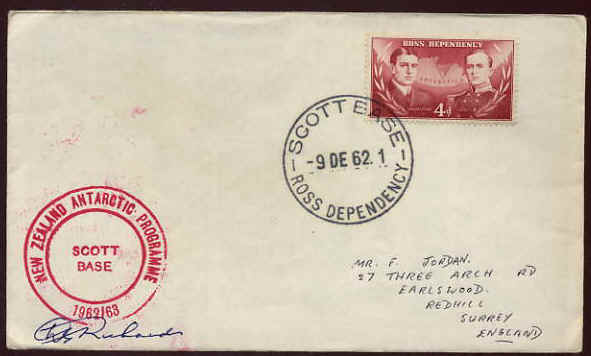 ROSS DEPENDENCY
4d
SCOTT BASE
-9 DE 62.1
ROSS DEPENDENCY
NEW ZEALAND ANTARCTIC PROGRAMME
SCOTT
BASE
1962/63
Richards
MR. F. JORDAN.
27 THREE ARCH RD
EARLSWOOD.
REDHILL
SURREY
ENGLAND